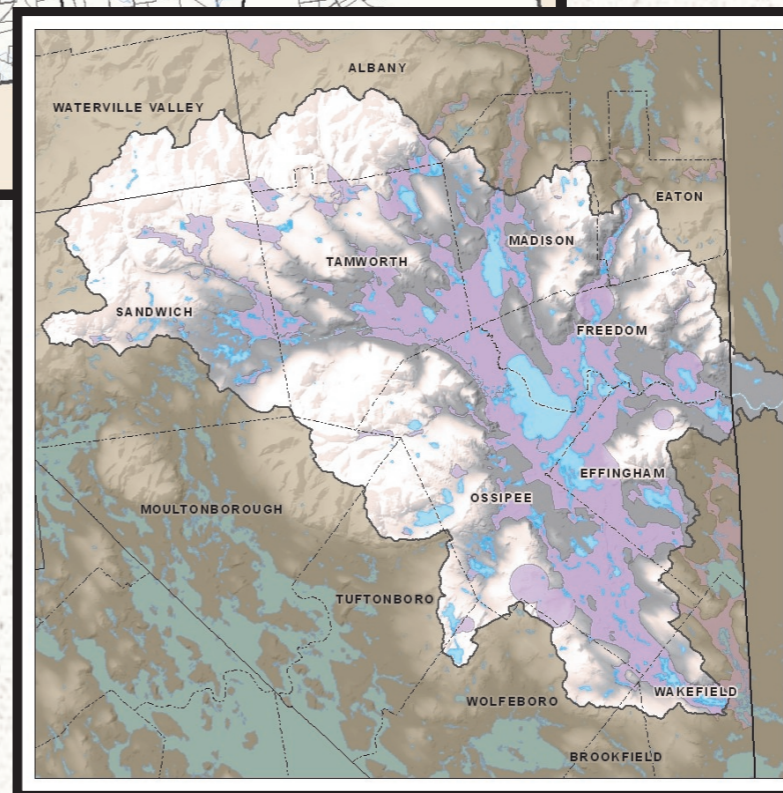 ALBANY
WATERVILLE VALLEY
EATON
MADISON
TAMWORTH
SANDWICH
FREEDOM
EFFINGHAM
OSSIPEE
MOULTONBOROUGH
TUFTONBORO
WAKEFIELD
WOLFEBORO
BROOKFIELD